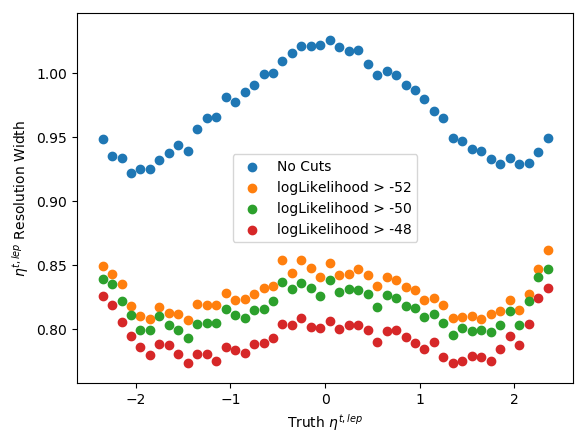 1.00
0.95
0.90
0.85
0.80
η^{t, lep} Resolution Width
No Cuts
logLikelihood > -52
logLikelihood > -50
logLikelihood > -48
−2 −1 0 1 2
Truth η^{t, lep}